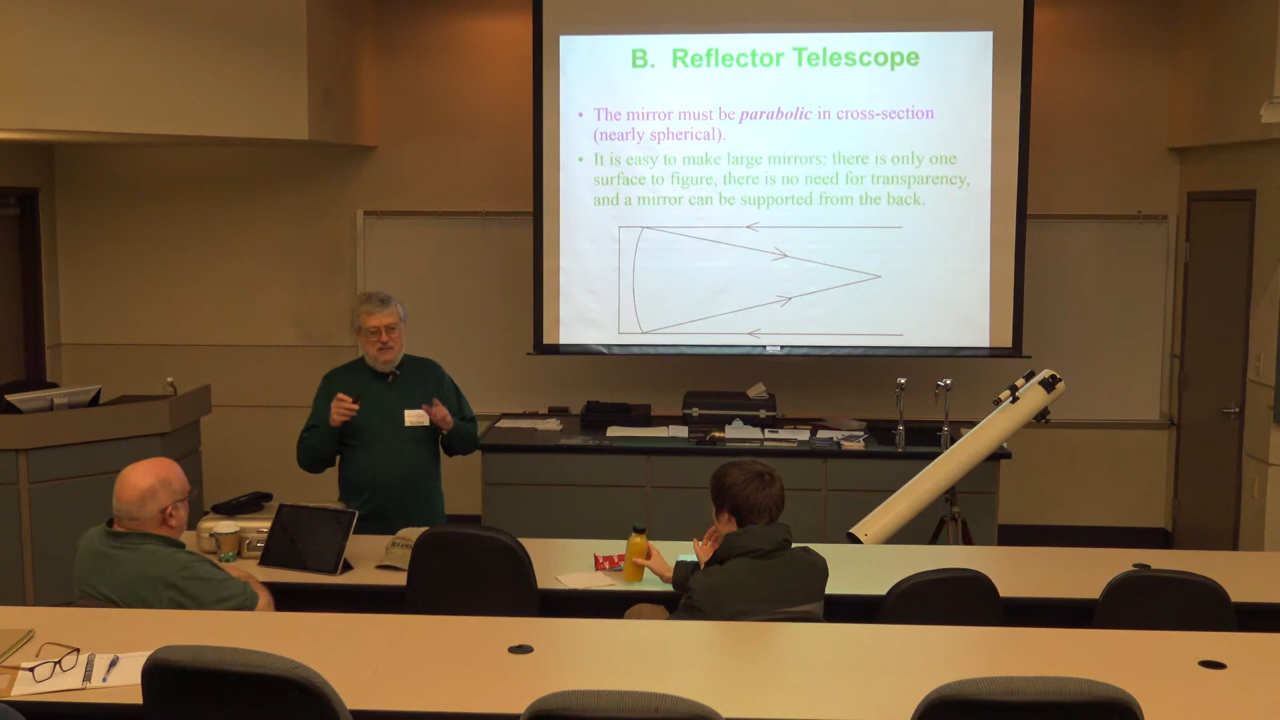 B. Reflector Telescope
• The mirror must be parabolic in cross-section
(nearly spherical).
• It is easy to make large mirrors: there is only one
surface to figure, there is no need for transparency,
and a mirror can be supported from the back.